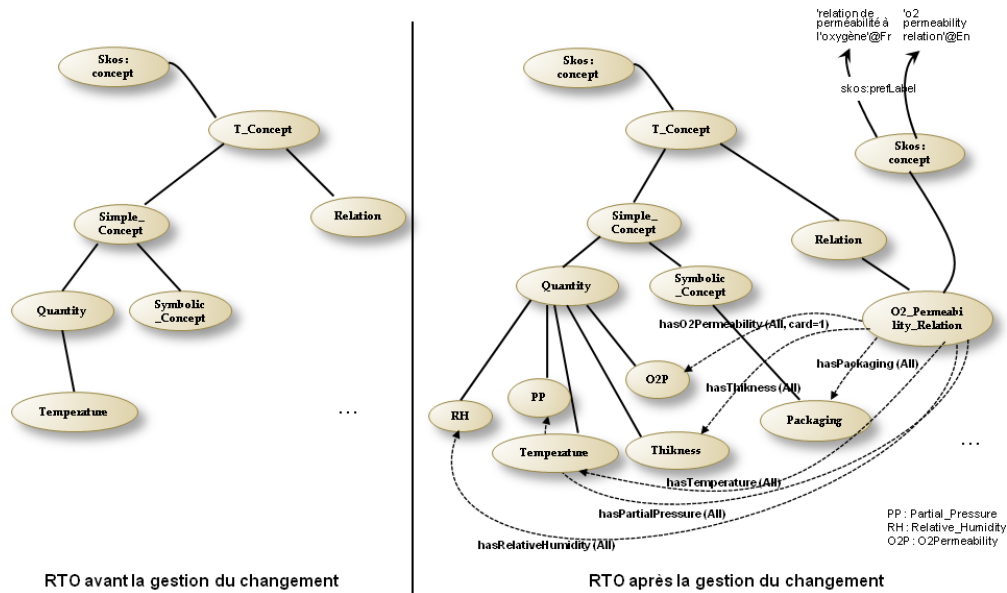 Skos:
concept
T_Concept
Simple_
Concept
Relation
Quantity
Symbolic
_Concept
Temperature
...
RTO avant la gestion du changement
'relation de
perméabilité à
l'oxygène'@Fr
'o2
permeability
relation'@En
skos:prefLabel
Skos:
concept
Skos:
concept
T_Concept
Simple_
Concept
Relation
Quantity
Symbolic
_Concept
O2_Permeabi
lity_Relation
hasO2Permeability (All, card=1)
hasPackaging (All)
hasThikness (All)
O2P
PP
RH
Packaging
Temperature
Thikness
...
hasTemperature (All)
hasPartialPressure (All)
hasRelativeHumidity (All)
PP : Partial_Pressure
RH : Relative_Humidity
O2P : O2Permeability
RTO après la gestion du changement